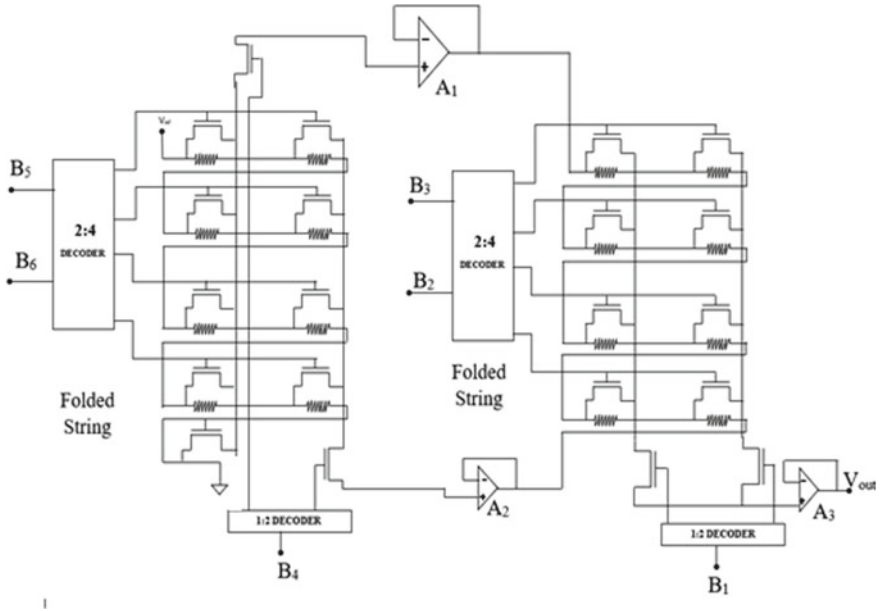 A1
Vref
B5
2:4
DECODER
B6
Folded
String
B3
2:4
DECODER
B2
Folded
String
A2
Vout
A3
1:2 DECODER
B4
1:2 DECODER
B1